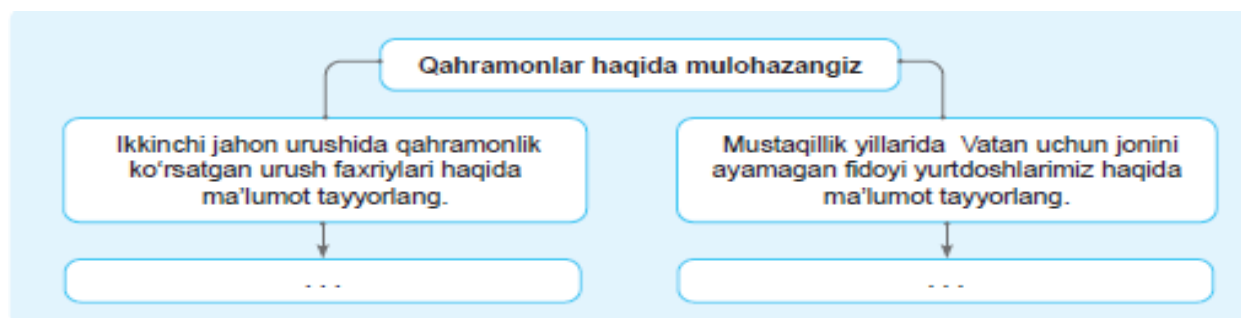 Qahramonlar haqida mulohazangiz
Ikkinchi jahon urushida qahramonlik
ko‘rsatgan urush faxriylari haqida
ma’lumot tayyorlang.
Mustaqillik yillarida Vatan uchun jonini
ayamagan fidoyi yurtdoshlarimiz haqida
ma’lumot tayyorlang.
. . .
. . .